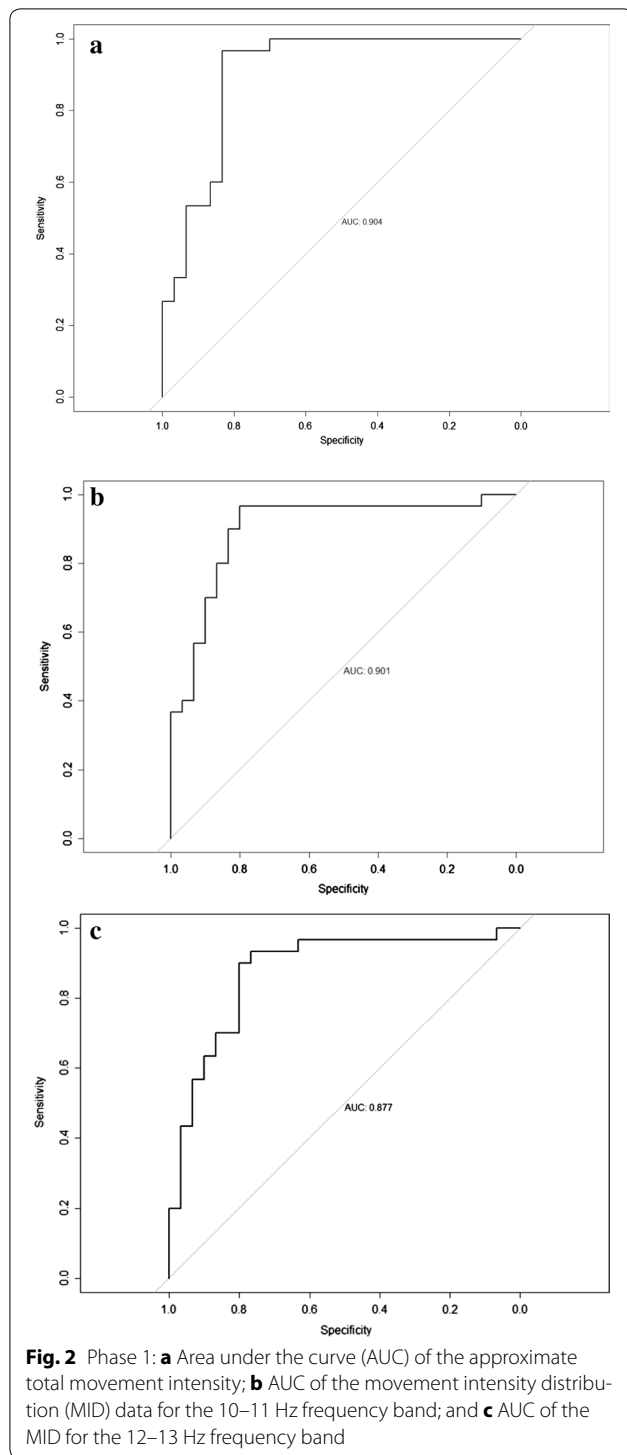 a
1.0
0.8
0.6
0.4
0.2
0.0
Sensitivity
AUC: 0.904
1.0 0.8 0.6 0.4 0.2 0.0
Specificity
b
1.0
0.8
0.6
0.4
0.2
0.0
Sensitivity
AUC: 0.901
1.0 0.8 0.6 0.4 0.2 0.0
Specificity
c
1.0
0.8
0.6
0.4
0.2
0.0
Sensitivity
AUC: 0.877
1.0 0.8 0.6 0.4 0.2 0.0
Specificity
Fig. 2 Phase 1: a Area under the curve (AUC) of the approximate
total movement intensity; b AUC of the movement intensity distribu-
tion (MID) data for the 10–11 Hz frequency band; and c AUC of the
MID for the 12–13 Hz frequency band